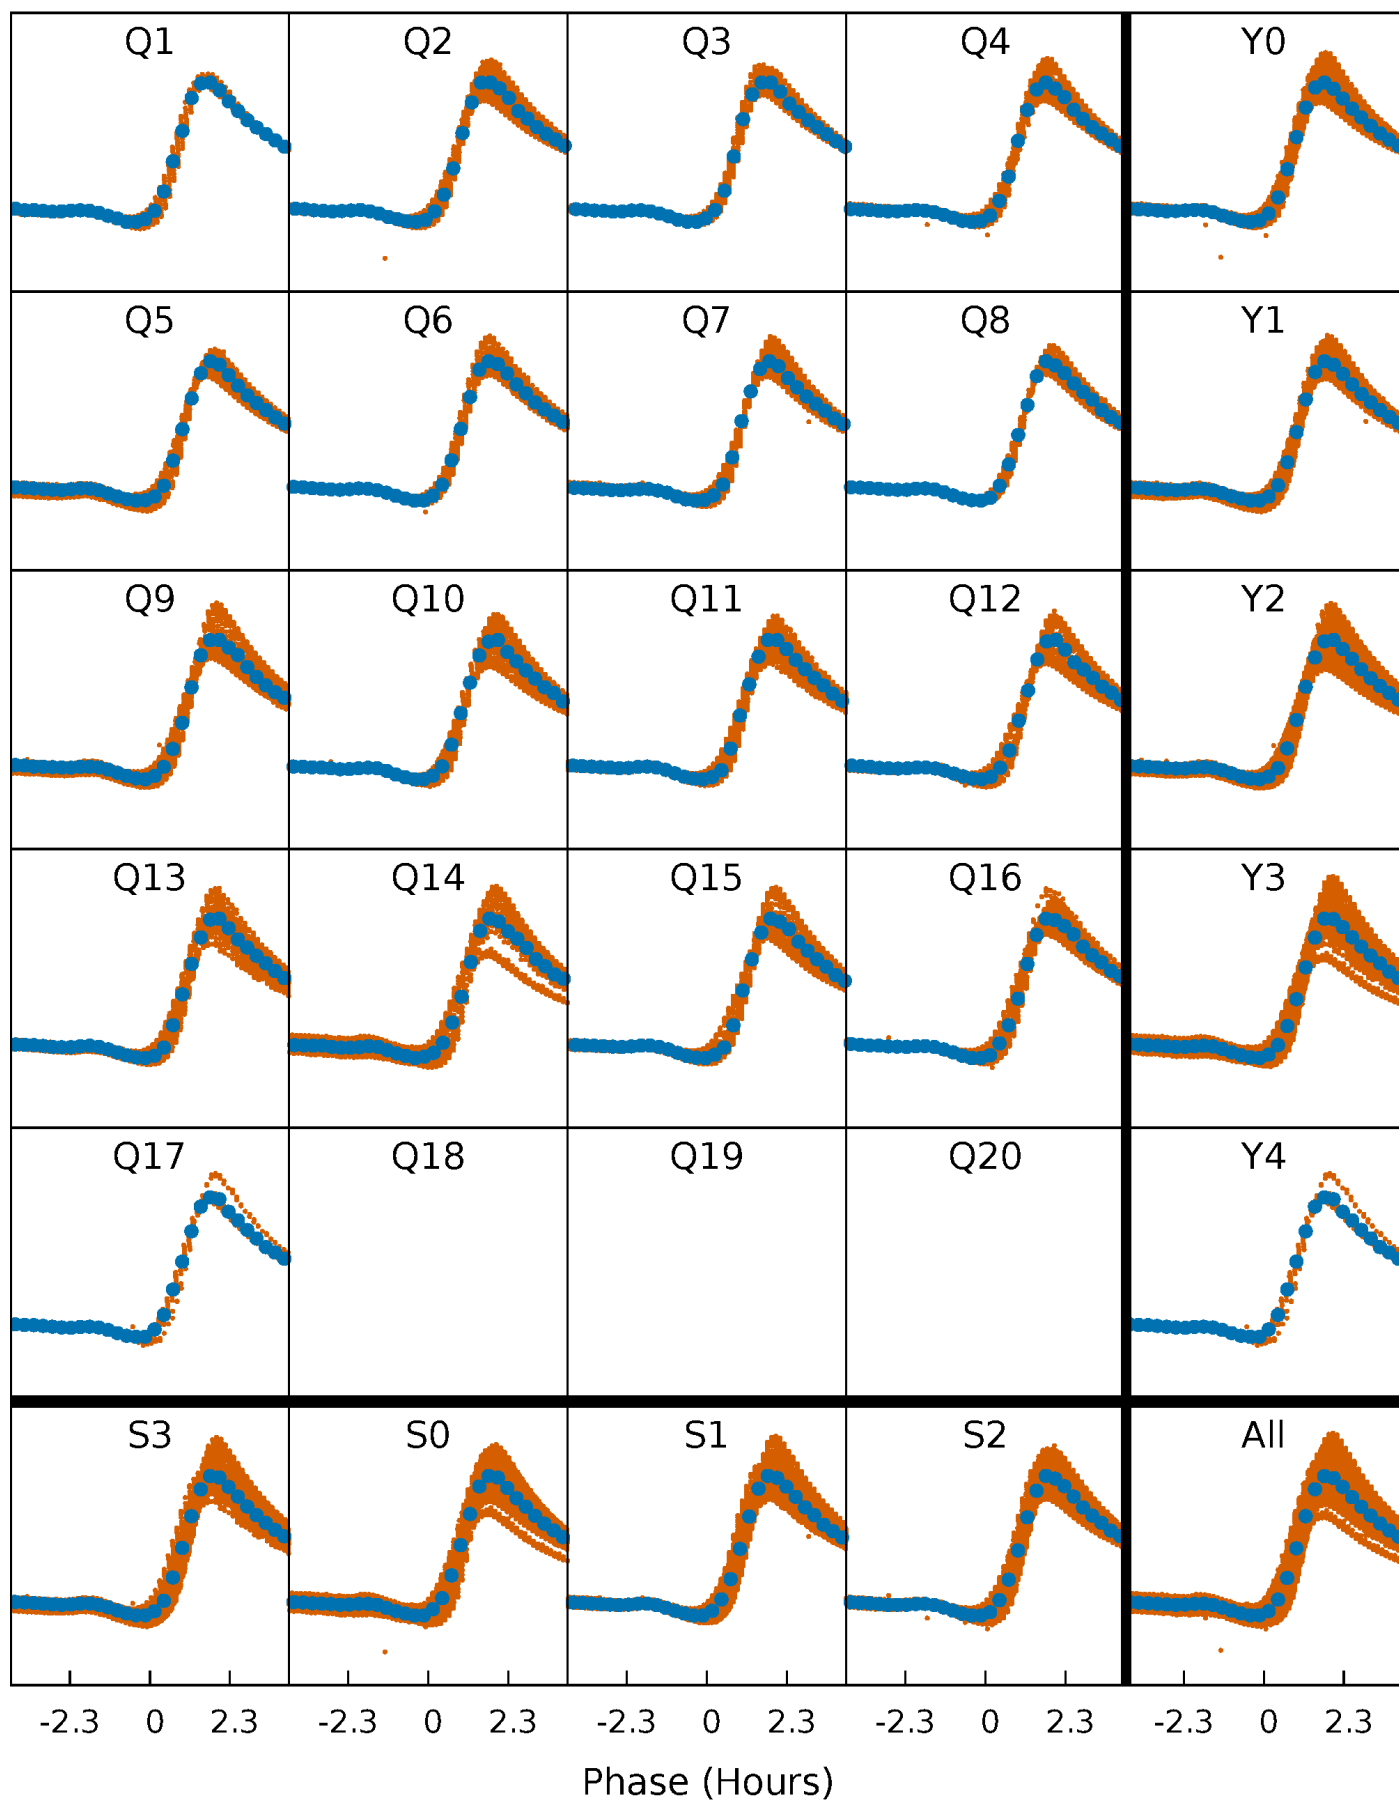 Q1 Q2 Q3 Q4 Y0
Q5 Q6 Q7 Q8 Y1
Q9 Q10 Q11 Q12 Y2
Q13 Q14 Q15 Q16 Y3
Q17 Q18 Q19 Q20 Y4
S3 S0 S1 S2 All
-2.3 0 2.3 -2.3 0 2.3 -2.3 0 2.3 -2.3 0 2.3 -2.3 0 2.3
Phase (Hours)